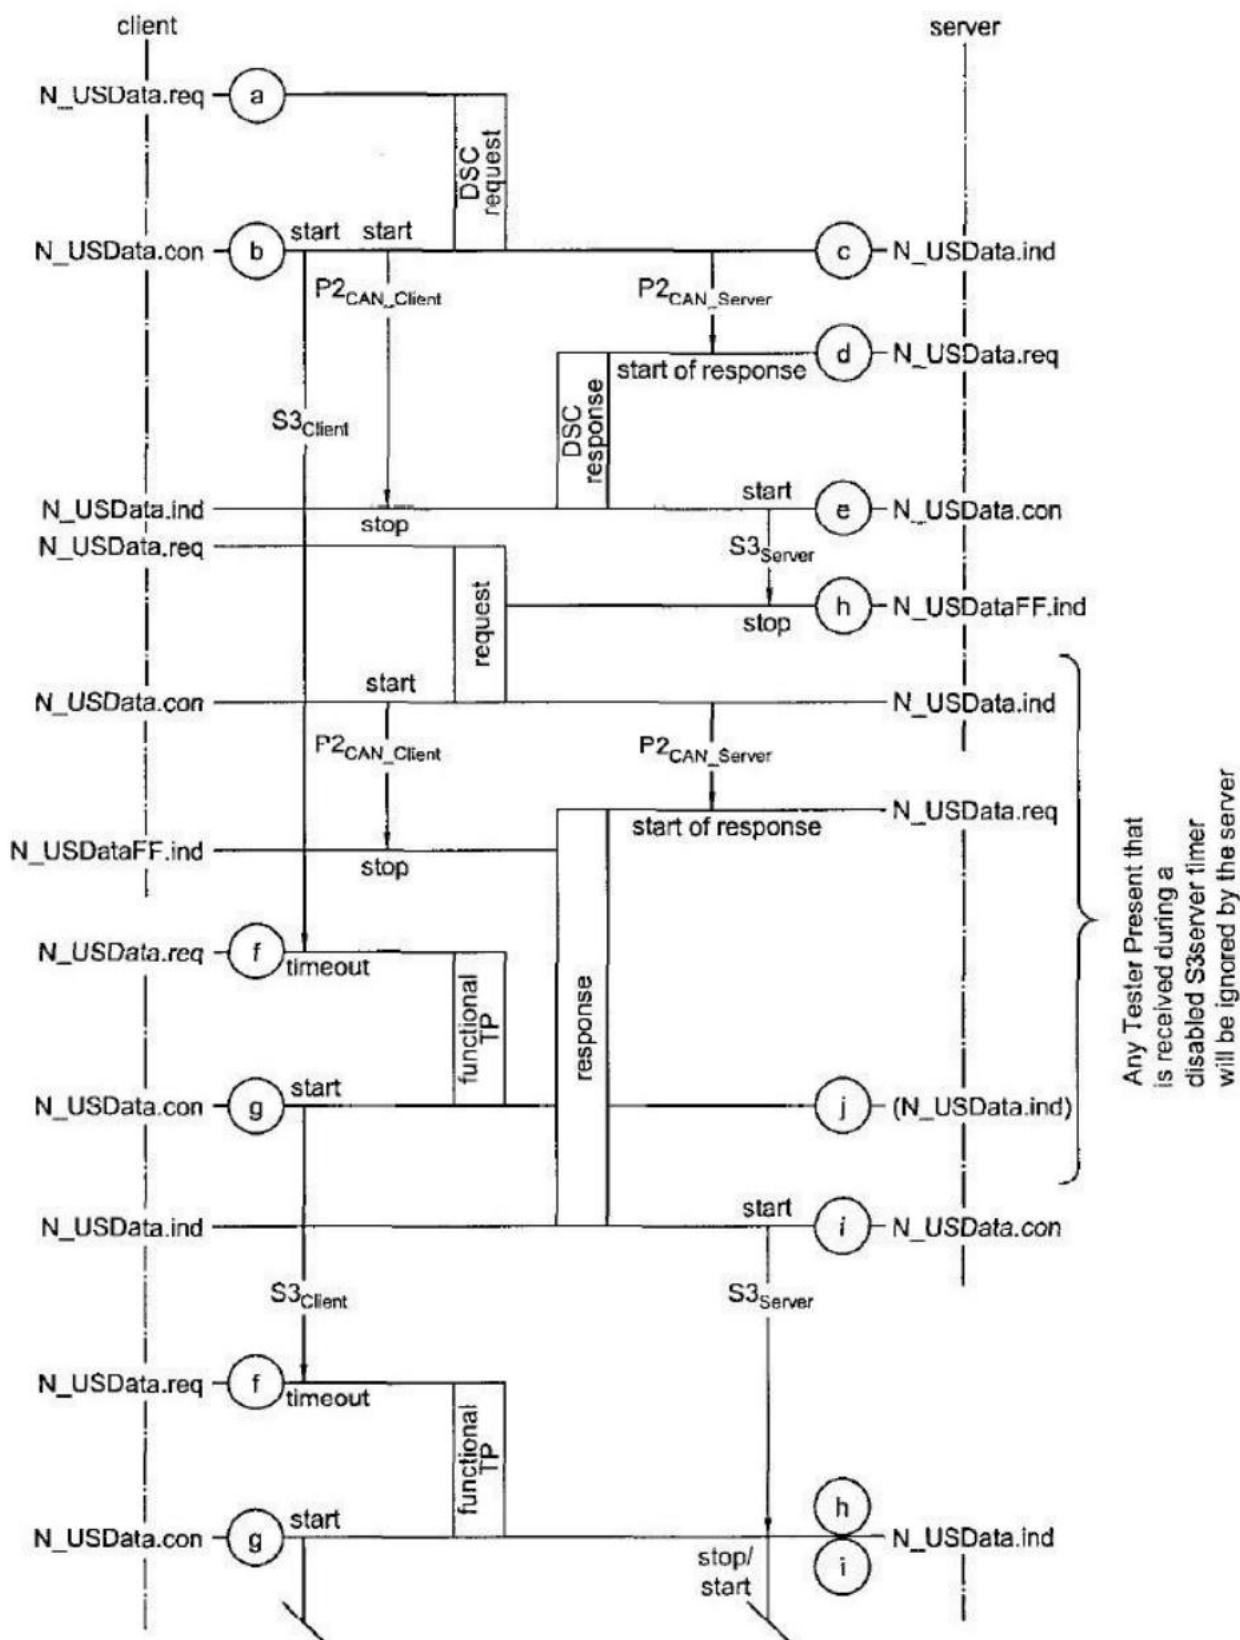 client
server
N_USData.req
a
DSC
request
N_USData.con
b
start
start
c
N_USData.ind
P2CAN_Client
P2CAN_Server
d
N_USData.req
start of response
DSC
response
S3Client
N_USData.ind
stop
start
e
N_USData.con
N_USData.req
S3Server
request
stop
h
N_USDataFF.ind
N_USData.con
start
N_USData.ind
P2CAN_Client
P2CAN_Server
start of response
N_USData.req
N_USDataFF.ind
stop
Any Tester Present that
is received during a
disabled S3server timer
will be ignored by the server
N_USData.req
f
timeout
functional
TP
response
N_USData.con
g
start
j
(N_USData.ind)
N_USData.ind
start
i
N_USData.con
S3Client
S3Server
N_USData.req
f
timeout
functional
TP
h
N_USData.con
g
start
N_USData.ind
stop/
start
i